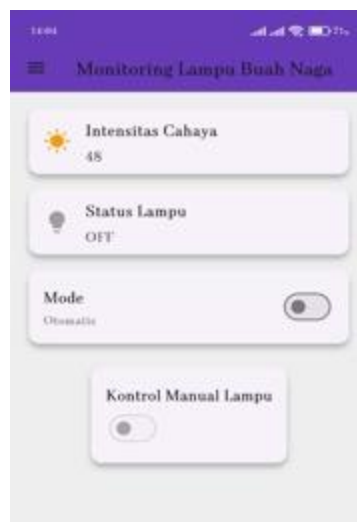 Monitoring Lampu Buah Naga
Intensitas Cahaya
48
Status Lampu
OFF
Mode
Otomatis
Kontrol Manual Lampu